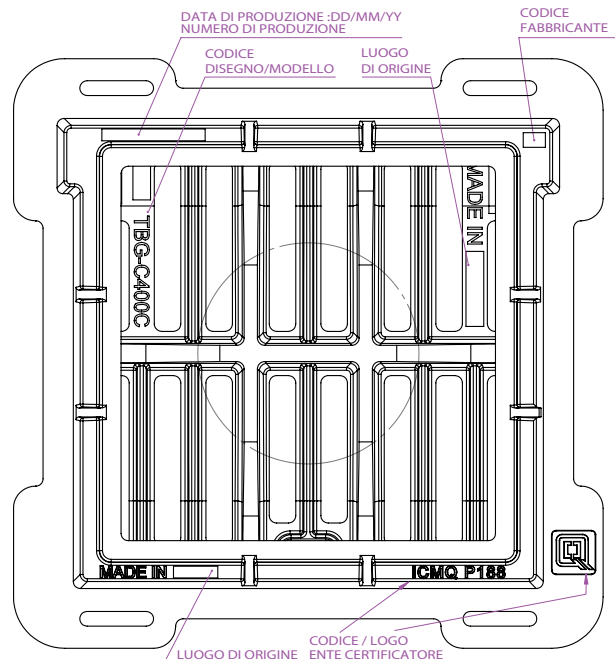 DATA DI PRODUZIONE :DD/MM/YY
NUMERO DI PRODUZIONE
CODICE
FABBRICANTE
CODICE
DISEGNO/MODELLO
LUOGO
DI ORIGINE
MADE IN
TBG-C400C
MADE IN
ICMQ P188
LUOGO DI ORIGINE
CODICE / LOGO
ENTE CERTIFICATORE